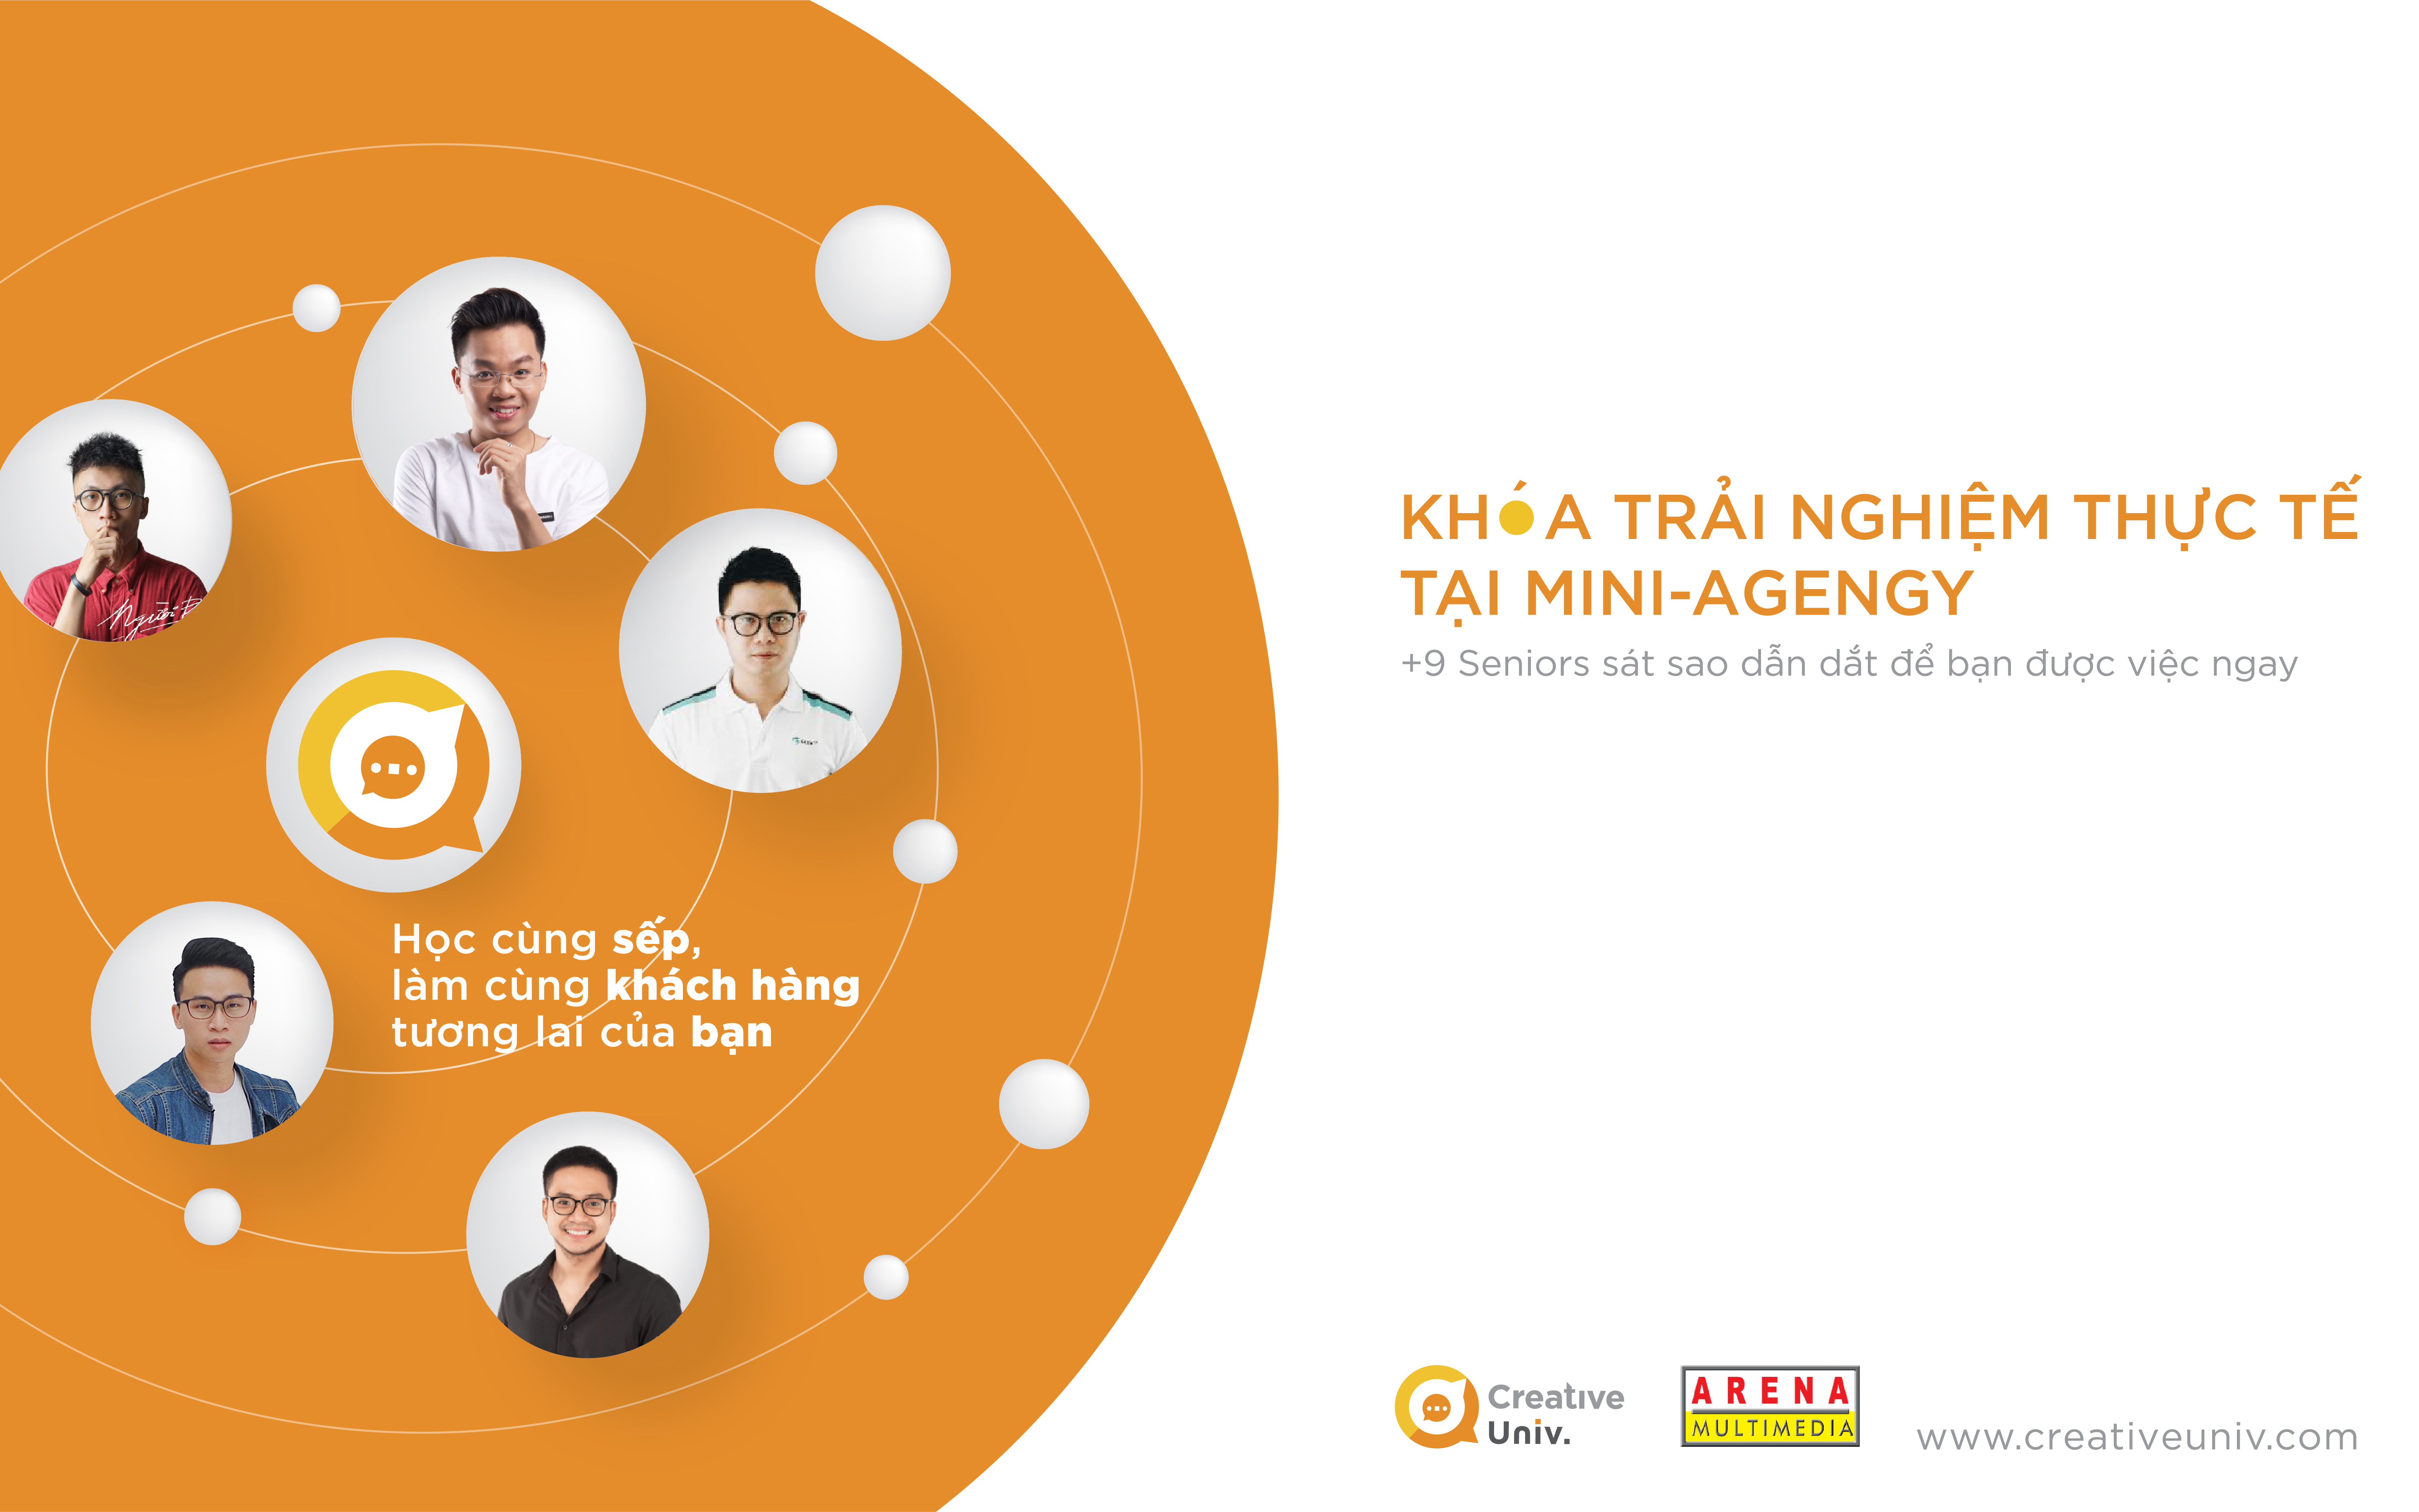 Học cùng sếp,
làm cùng khách hàng
tương lai của bạn
KHÓA TRẢI NGHIỆM THỰC TẾ
TẠI MINI-AGENGY
+9 Seniors sát sao dẫn dắt để bạn được việc ngay
Creative
Univ.
ARENA
MULTIMEDIA
www.creativeuniv.com